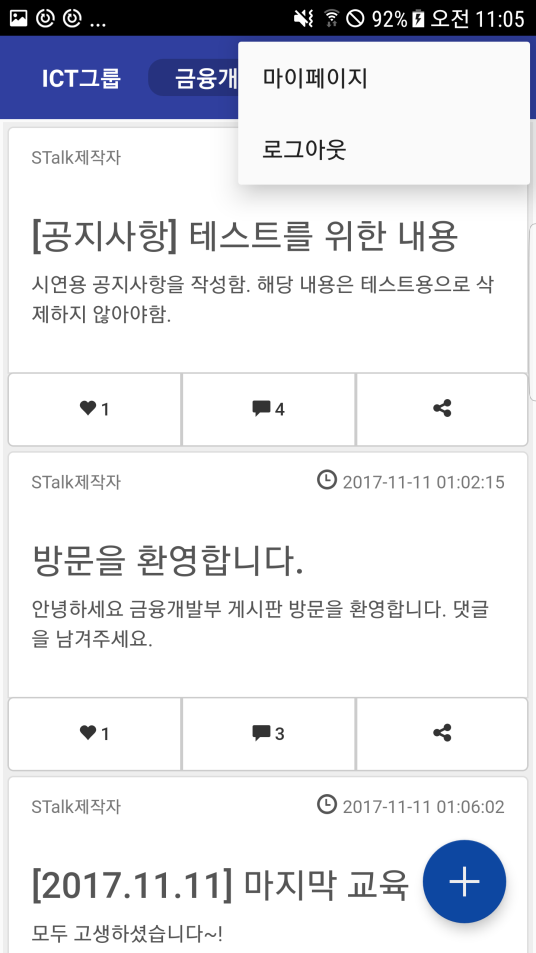 ... 92% 오전 11:05
ICT그룹 금융개
마이페이지
로그아웃
STalk제작자
[공지사항] 테스트를 위한 내용
시연용 공지사항을 작성함. 해당 내용은 테스트용으로 삭
제하지 않아야함.
1 4
STalk제작자 2017-11-11 01:02:15
방문을 환영합니다.
안녕하세요 금융개발부 게시판 방문을 환영합니다. 댓글
을 남겨주세요.
1 3
STalk제작자 2017-11-11 01:06:02
[2017.11.11] 마지막 교육
모두 고생하셨습니다~!